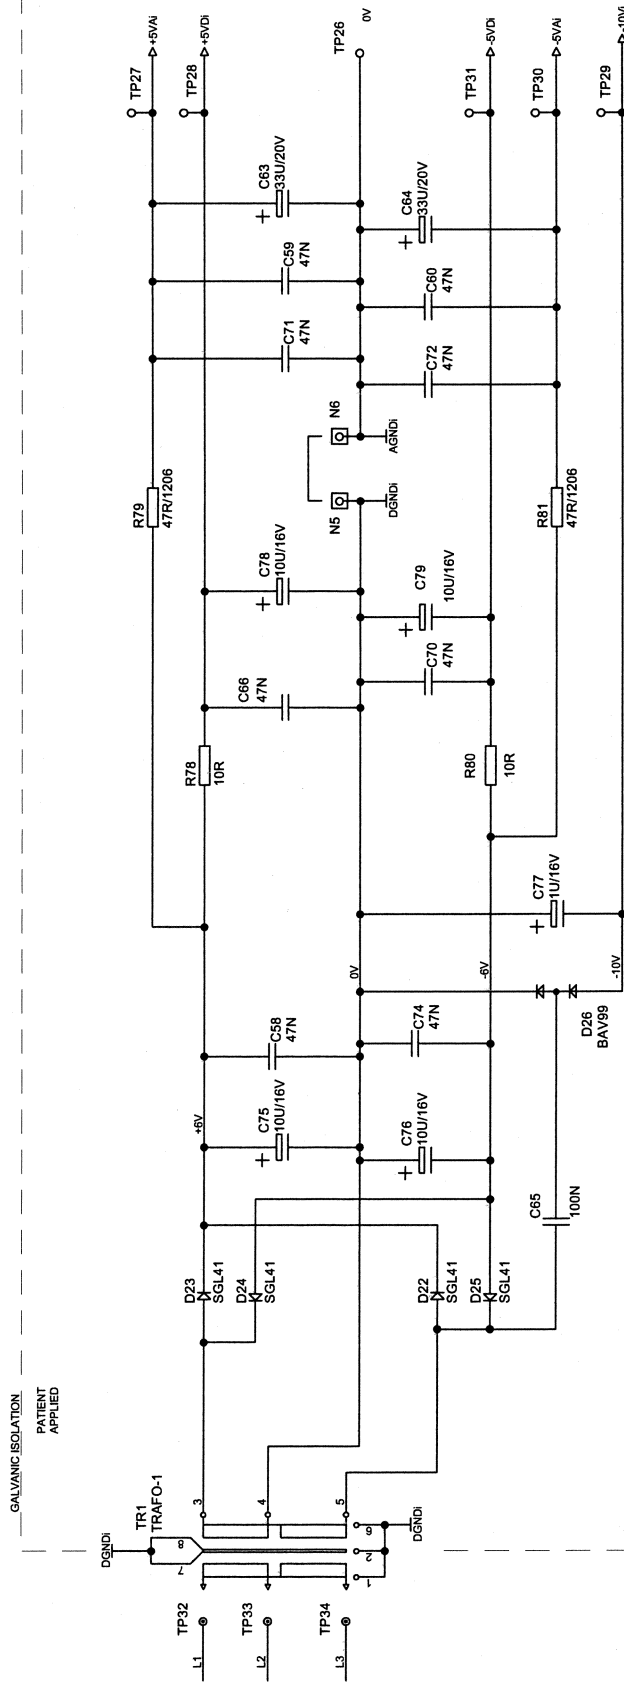 GALVANIC ISOLATION
PATIENT
APPLIED
DGNDi
TR1
TRAFO-1
7
8
3
4
5
1
2
6
DGNDi
TP32
TP33
TP34
L1
L2
L3
D23
SGL41
D24
SGL41
D22
SGL41
D25
SGL41
C65
100N
+6V
C75
10U/16V
C58
47N
C76
10U/16V
C74
47N
0V
-6V
-10V
D26
BAV99
C77
1U/16V
R78
10R
R80
10R
C66
47N
C70
47N
C78
10U/16V
C79
10U/16V
R79
47R/1206
R81
47R/1206
N5
DGNDi
N6
AGNDi
C71
47N
C72
47N
C59
47N
C60
47N
C63
33U/20V
C64
33U/20V
TP27
+5VAi
TP28
+5VDi
TP26
0V
TP31
-5VDi
TP30
-5VAi
TP29
-10Vi